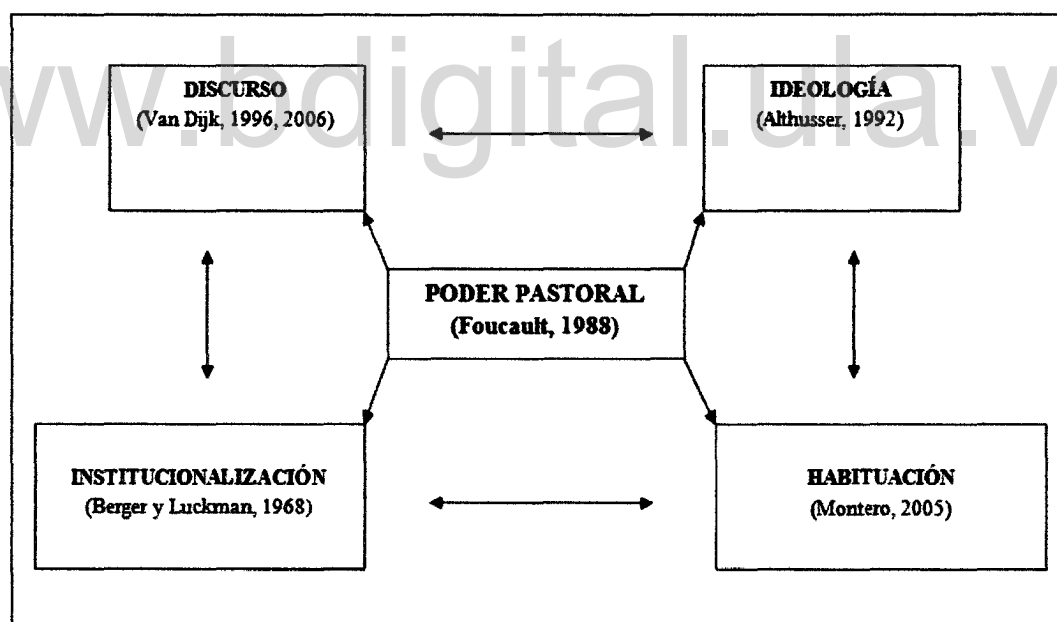 www.bdigital.ula.v
DISCURSO
(Van Dijk, 1996, 2006)
IDEOLOGÍA
(Althusser, 1992)
PODER PASTORAL
(Foucault, 1988)
INSTITUCIONALIZACIÓN
(Berger y Luckman, 1968)
HABITUACIÓN
(Montero, 2005)